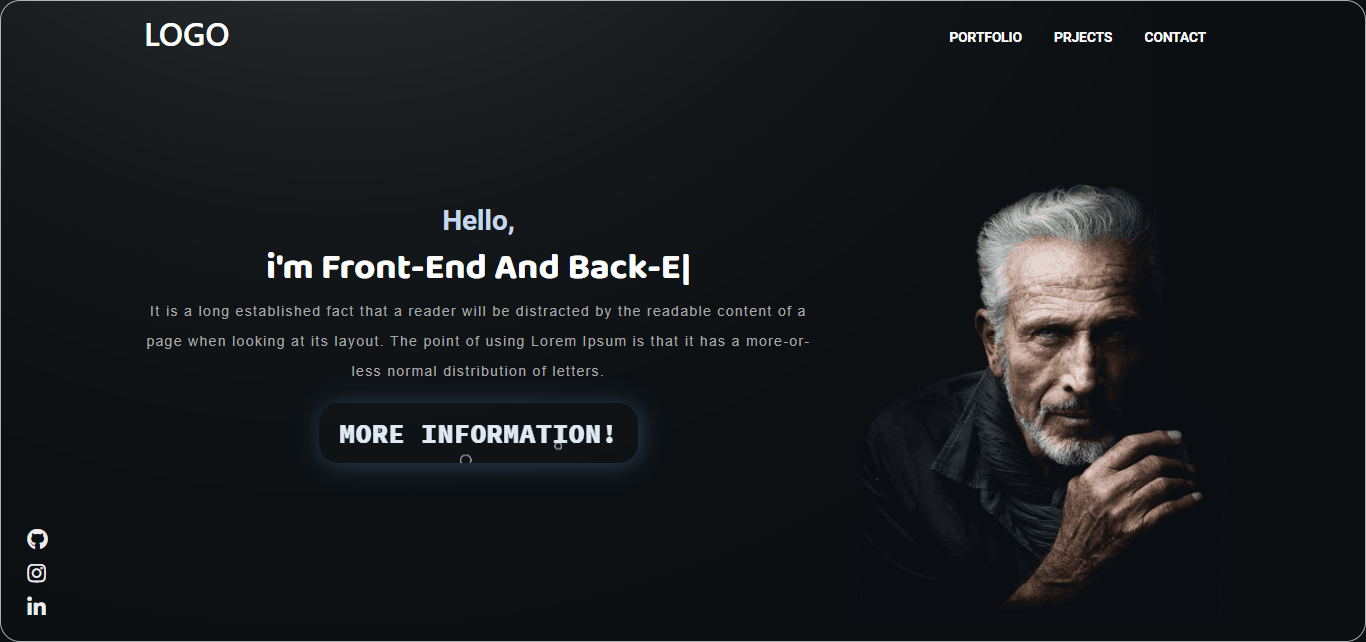 LOGO
PORTFOLIO PRJECTS CONTACT
Hello,
i'm Front-End And Back-E|
It is a long established fact that a reader will be distracted by the readable content of a
page when looking at its layout. The point of using Lorem Ipsum is that it has a more-or-
less normal distribution of letters.
MORE INFORMATION!
in